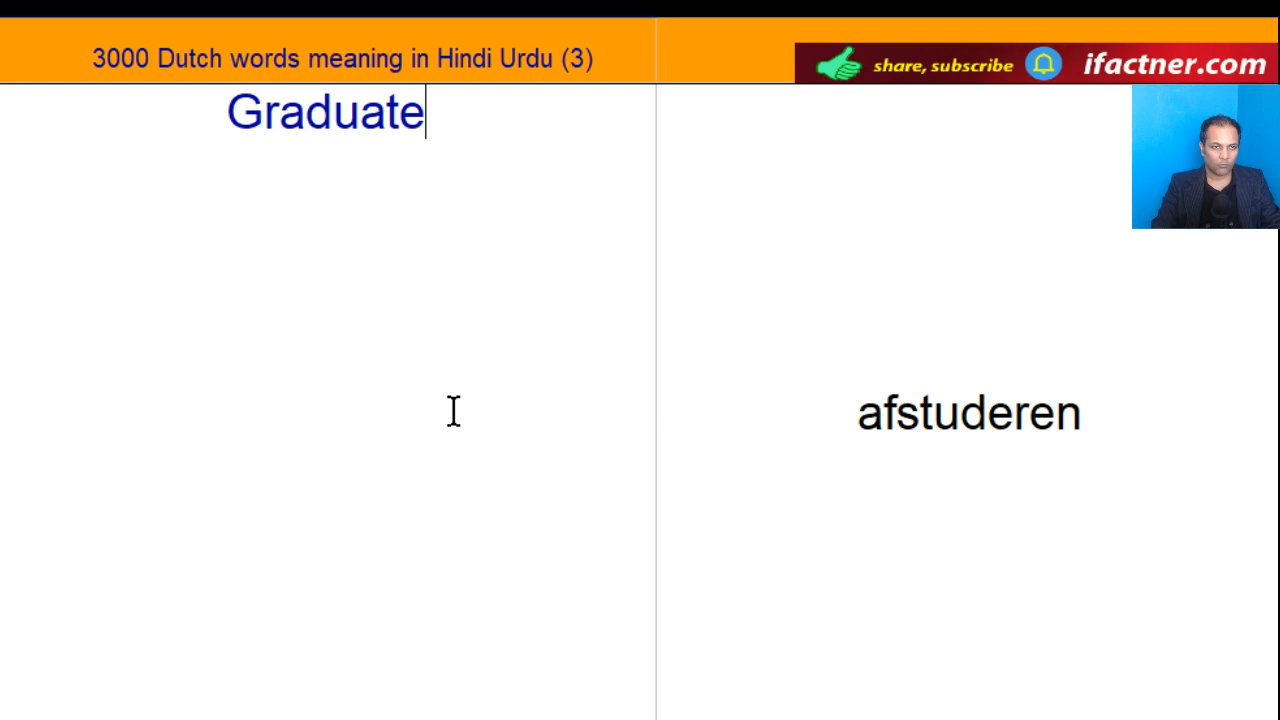 3000 Dutch words meaning in Hindi Urdu (3)
share, subscribe
ifactner.com
Graduate
afstuderen